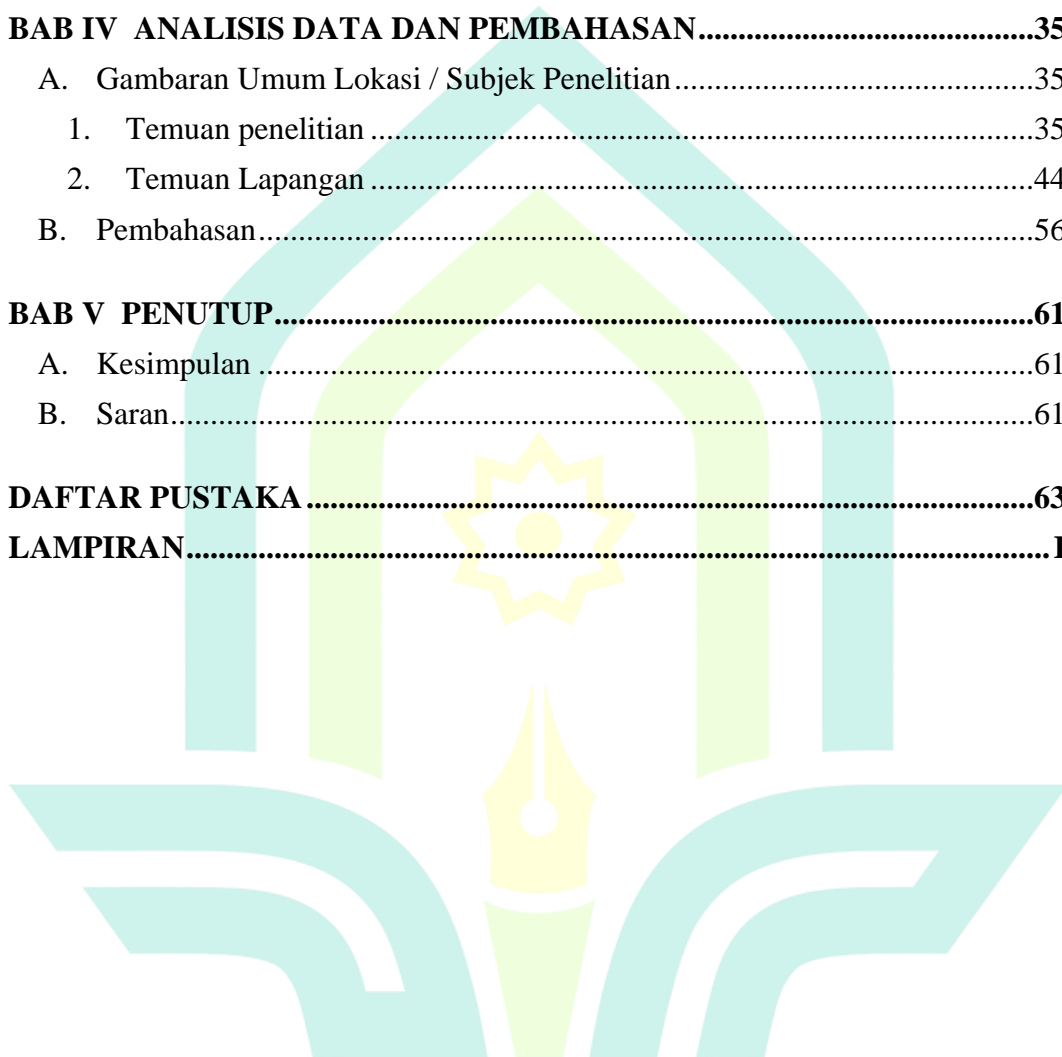 BAB IV  ANALISIS DATA DAN PEMBAHASAN..................................................35
A. Gambaran Umum Lokasi / Subjek Penelitian......................................................35
1. Temuan penelitian ..........................................................................................35
2. Temuan Lapangan ..........................................................................................44
B. Pembahasan.........................................................................................................56
BAB V  PENUTUP....................................................................................................61
A. Kesimpulan .........................................................................................................61
B. Saran....................................................................................................................61
DAFTAR PUSTAKA ................................................................................................63
LAMPIRAN................................................................................................................I